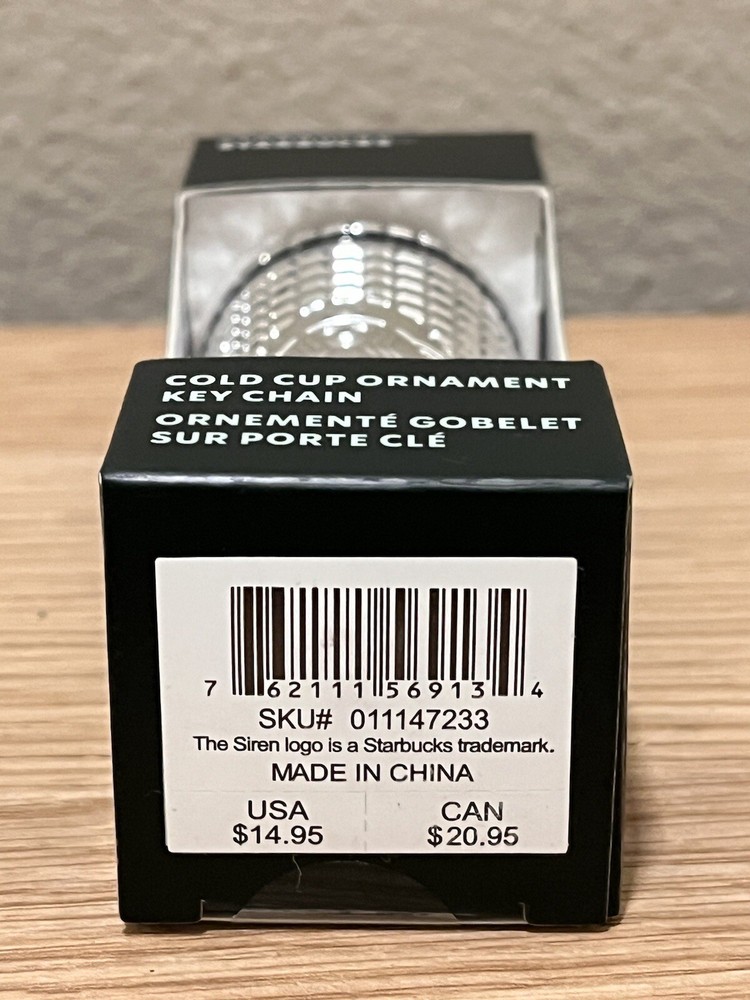 STARBUCKS
COLD CUP ORNAMENT
KEY CHAIN
ORNEMENTÉ GOBELET
SUR PORTE CLÉ
7 62111 56913 4
SKU# 011147233
The Siren logo is a Starbucks trademark.
MADE IN CHINA
USA CAN
$14.95 $20.95